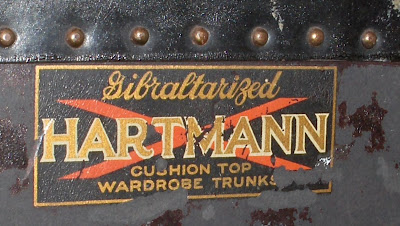 Gibraltarized
HARTMANN
CUSHION TOP
WARDROBE TRUNKS